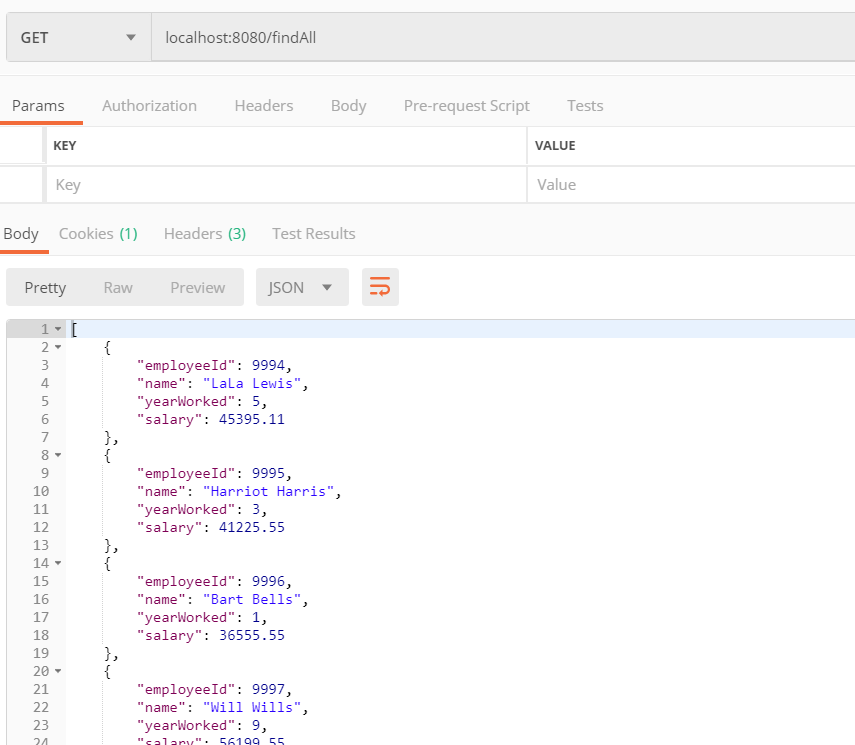 GET localhost:8080/findAll
Params Authorization Headers Body Pre-request Script Tests
KEY VALUE
Key Value
Body Cookies (1) Headers (3) Test Results
Pretty Raw Preview JSON
1 [
2 {
3 "employeeId": 9994,
4 "name": "LaLa Lewis",
5 "yearWorked": 5,
6 "salary": 45395.11
7 },
8 {
9 "employeeId": 9995,
10 "name": "Harriot Harris",
11 "yearWorked": 3,
12 "salary": 41225.55
13 },
14 {
15 "employeeId": 9996,
16 "name": "Bart Bells",
17 "yearWorked": 1,
18 "salary": 36555.55
19 },
20 {
21 "employeeId": 9997,
22 "name": "Will Wills",
23 "yearWorked": 9,
24 "salary": 56199.55